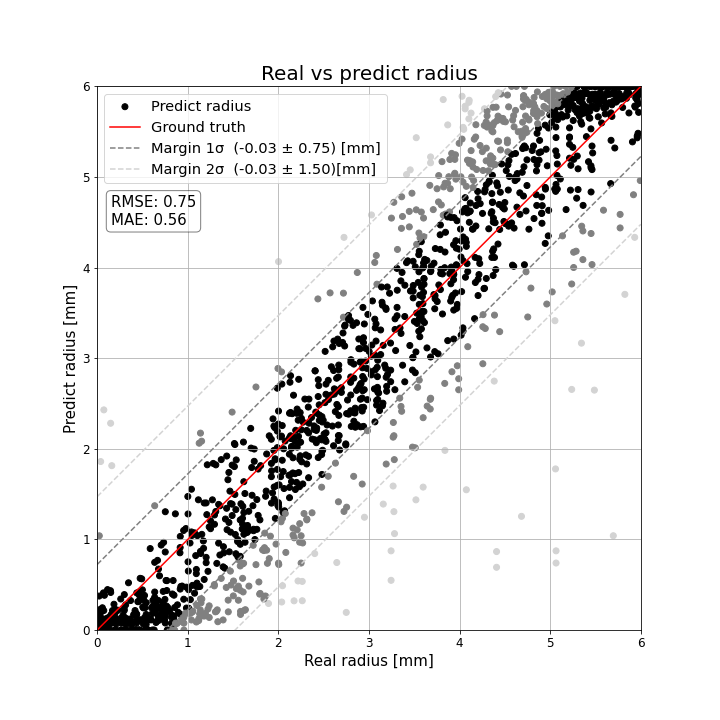 Real vs predict radius
6
5
4
3
2
1
0
Predict radius [mm]
Predict radius
Ground truth
Margin 1σ (-0.03 ± 0.75) [mm]
Margin 2σ (-0.03 ± 1.50)[mm]
RMSE: 0.75
MAE: 0.56
0 1 2 3 4 5 6
Real radius [mm]